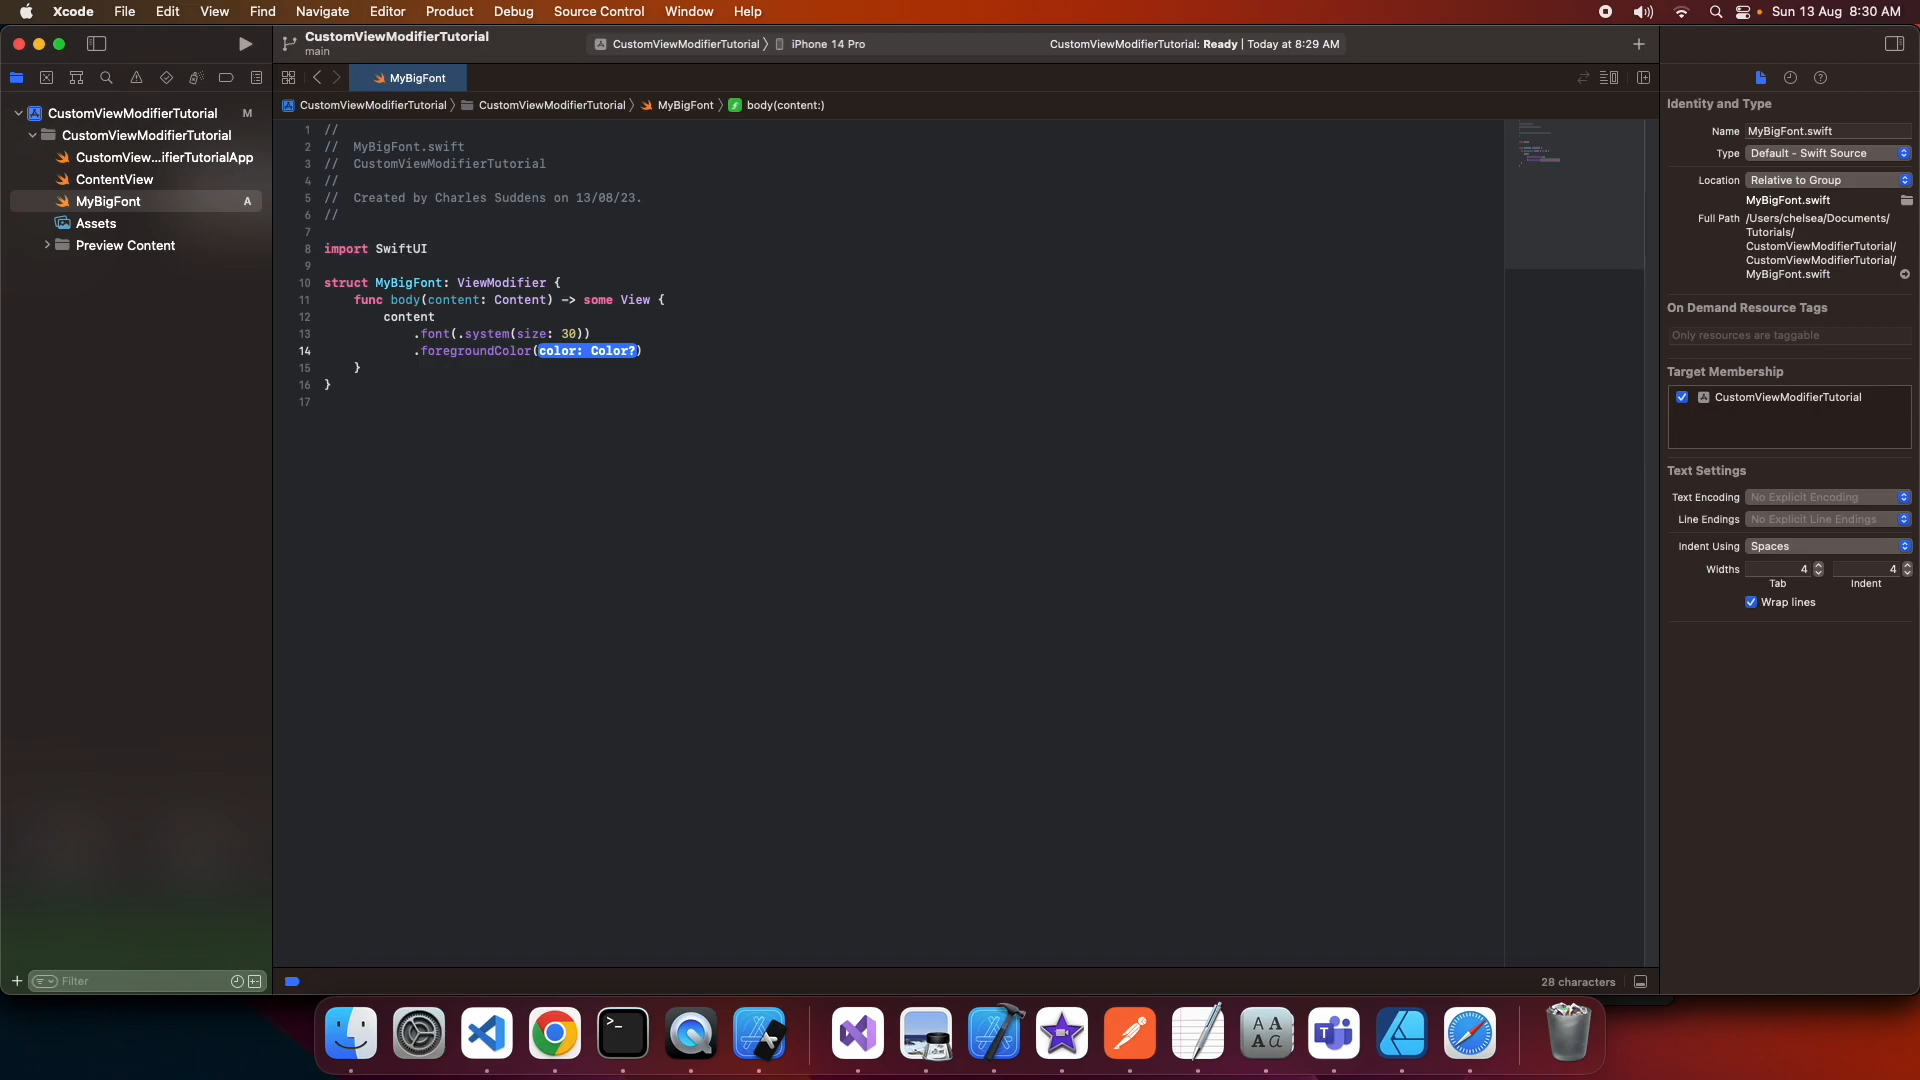 Xcode File Edit View Find Navigate Editor Product Debug Source Control Window Help Sun 13 Aug 8:30 AM
CustomViewModifierTutorial
main
CustomViewModifierTutorial iPhone 14 Pro
CustomViewModifierTutorial: Ready | Today at 8:29 AM
MyBigFont
CustomViewModifierTutorial CustomViewModifierTutorial MyBigFont body(content:)
CustomViewModifierTutorial M
CustomViewModifierTutorial
CustomView...ifierTutorialApp
ContentView
MyBigFont A
Assets
Preview Content
Filter
1 //
2 // MyBigFont.swift
3 // CustomViewModifierTutorial
4 //
5 // Created by Charles Suddens on 13/08/23.
6 //
7
8 import SwiftUI
9
10 struct MyBigFont: ViewModifier {
11 func body(content: Content) -> some View {
12 content
13 .font(.system(size: 30))
14 .foregroundColor(color: Color?)
15 }
16 }
17
28 characters
Identity and Type
Name MyBigFont.swift
Type Default - Swift Source
Location Relative to Group
MyBigFont.swift
Full Path /Users/chelsea/Documents/
Tutorials/
CustomViewModifierTutorial/
CustomViewModifierTutorial/
MyBigFont.swift
On Demand Resource Tags
Only resources are taggable
Target Membership
CustomViewModifierTutorial
Text Settings
Text Encoding No Explicit Encoding
Line Endings No Explicit Line Endings
Indent Using Spaces
Widths 4 4
Tab Indent
Wrap lines